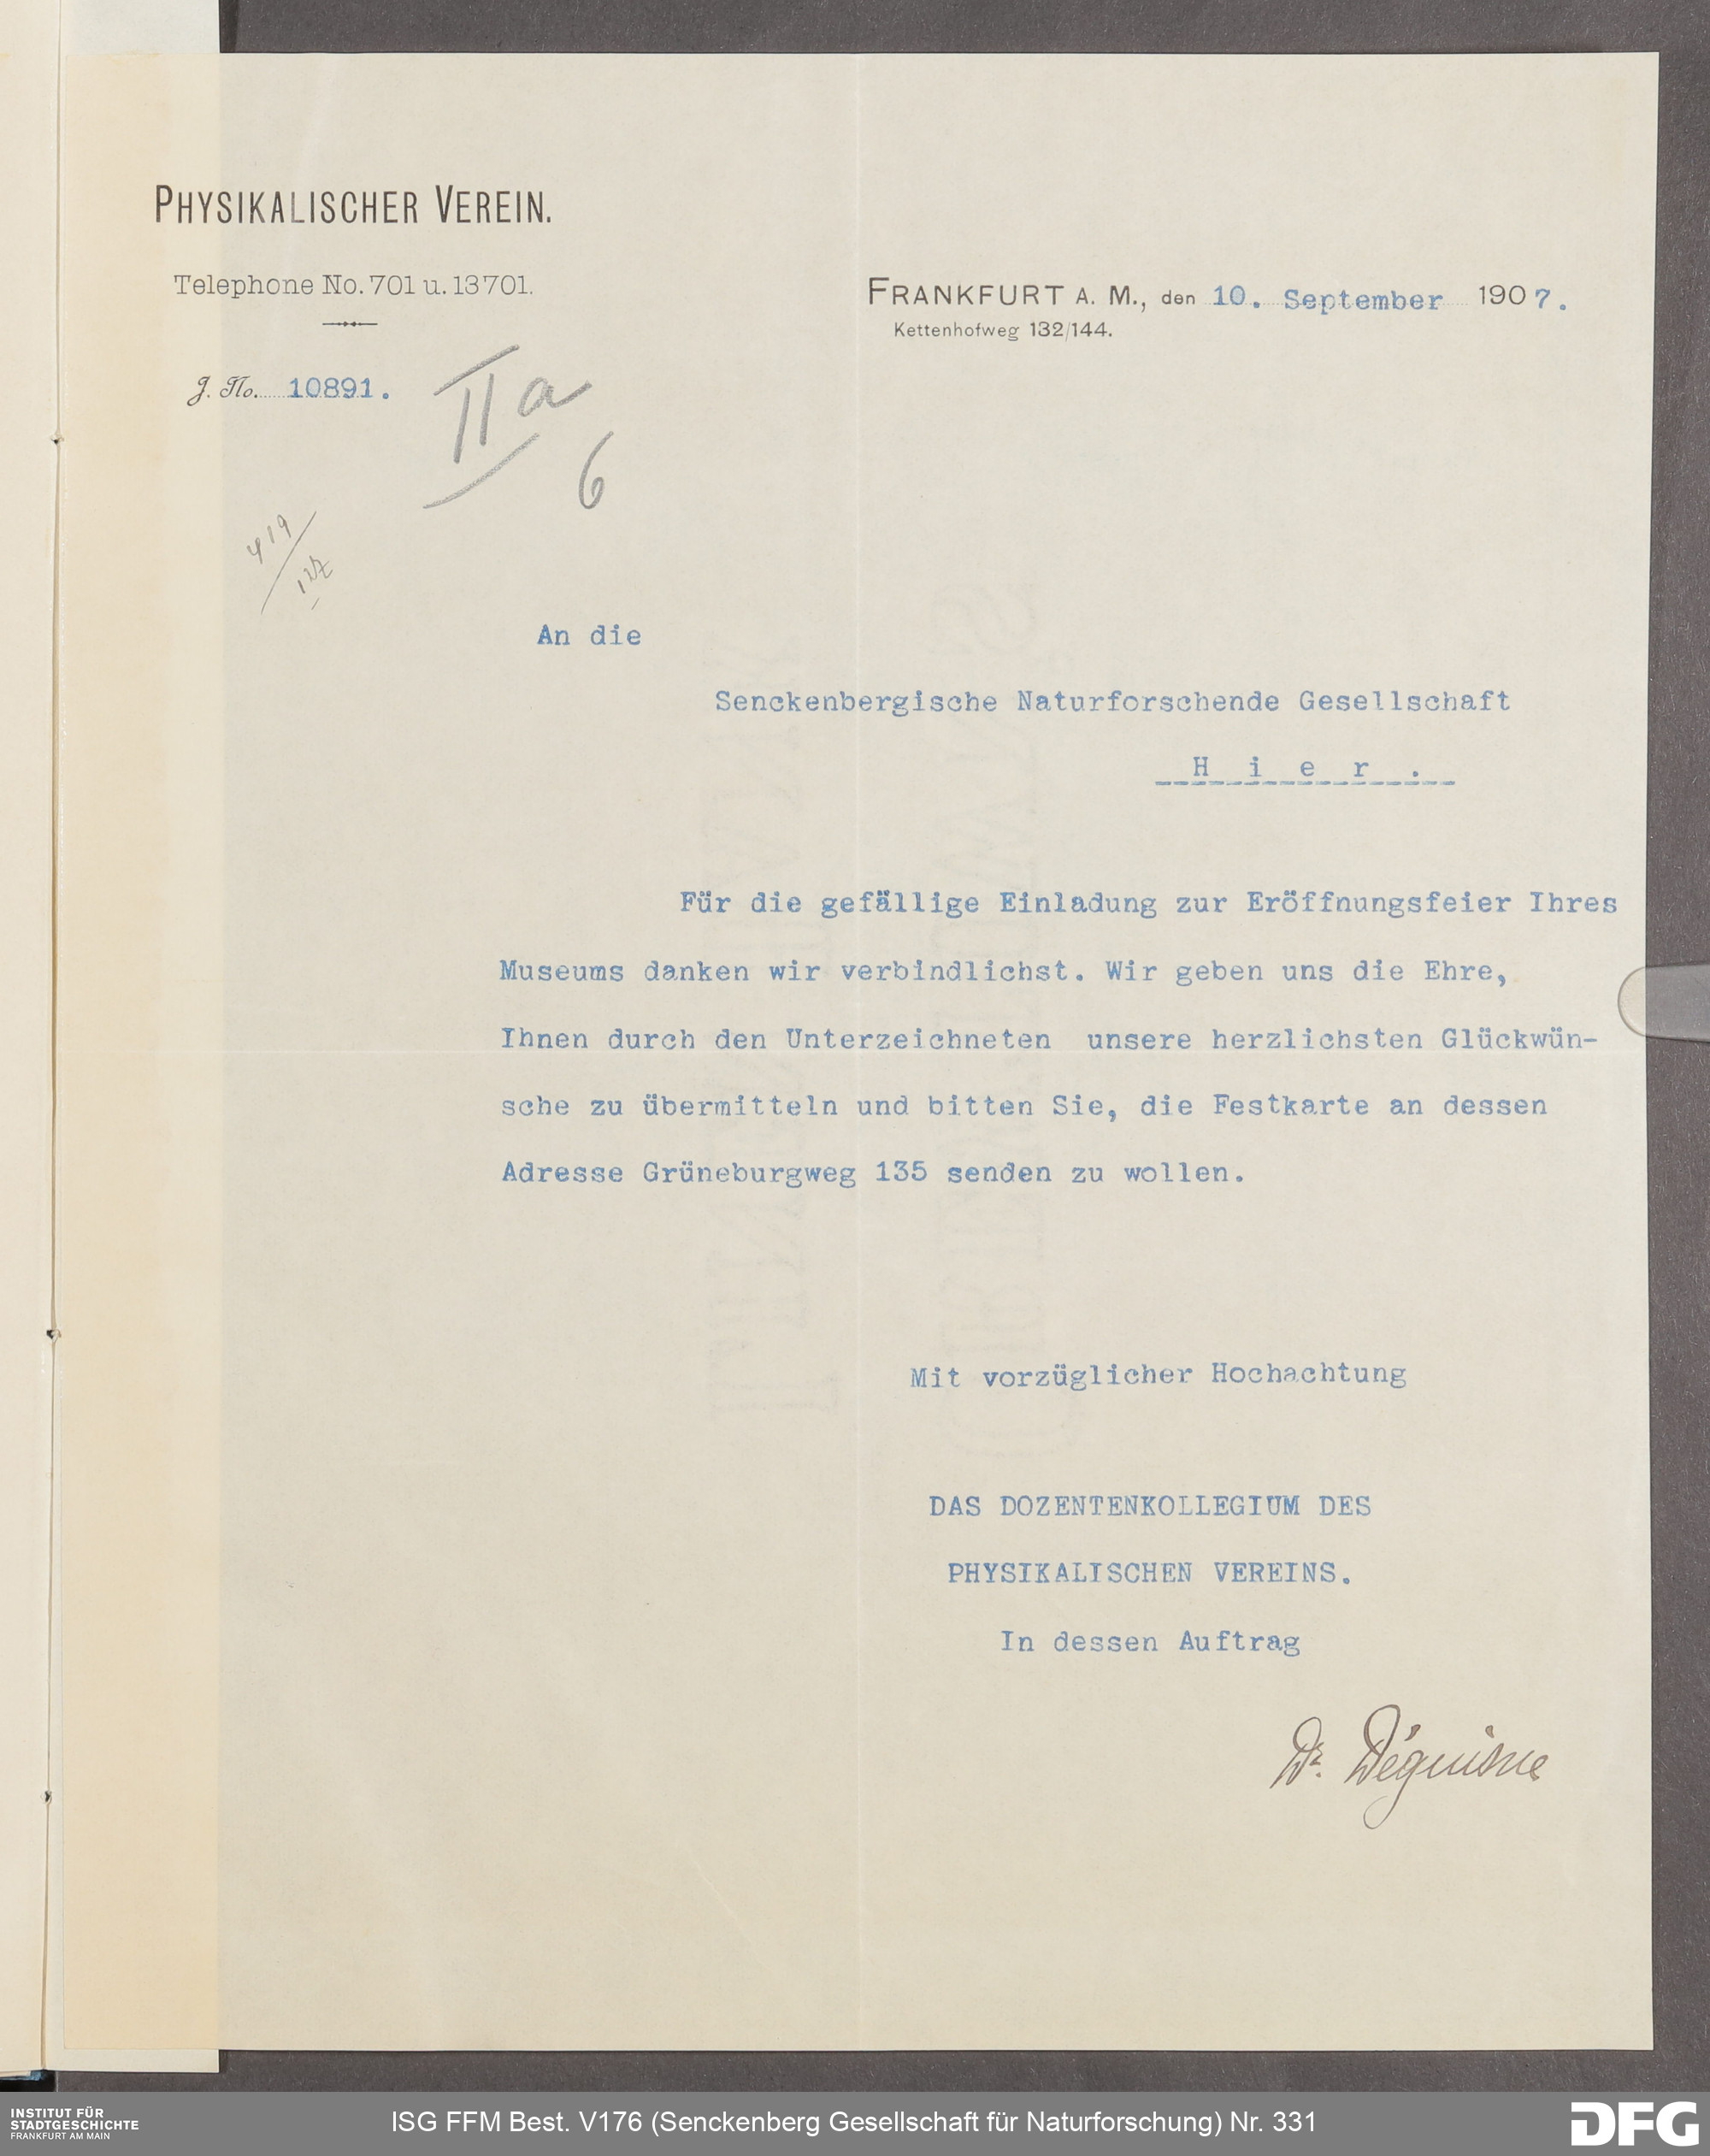 PHYSIKALISCHER VEREIN.
Telephone No. 701 u. 13701.
FRANKFURT A. M., den 10. September 1907.
Kettenhofweg 132/144.
J. No. 10891.
II a
6
An die
Senckenbergische Naturforschende Gesellschaft
H i e r .
Für die gefällige Einladung zur Eröffnungsfeier Ihres
Museums danken wir verbindlichst. Wir geben uns die Ehre,
Ihnen durch den Unterzeichneten unsere herzlichsten Glückwün-
sche zu übermitteln und bitten Sie, die Festkarte an dessen
Adresse Grüneburgweg 135 senden zu wollen.
Mit vorzüglicher Hochachtung
DAS DOZENTENKOLLEGIUM DES
PHYSIKALISCHEN VEREINS.
In dessen Auftrag
Dr. Déguisne
INSTITUT FÜR
STADTGESCHICHTE
FRANKFURT AM MAIN
ISG FFM Best. V176 (Senckenberg Gesellschaft für Naturforschung) Nr. 331
DFG